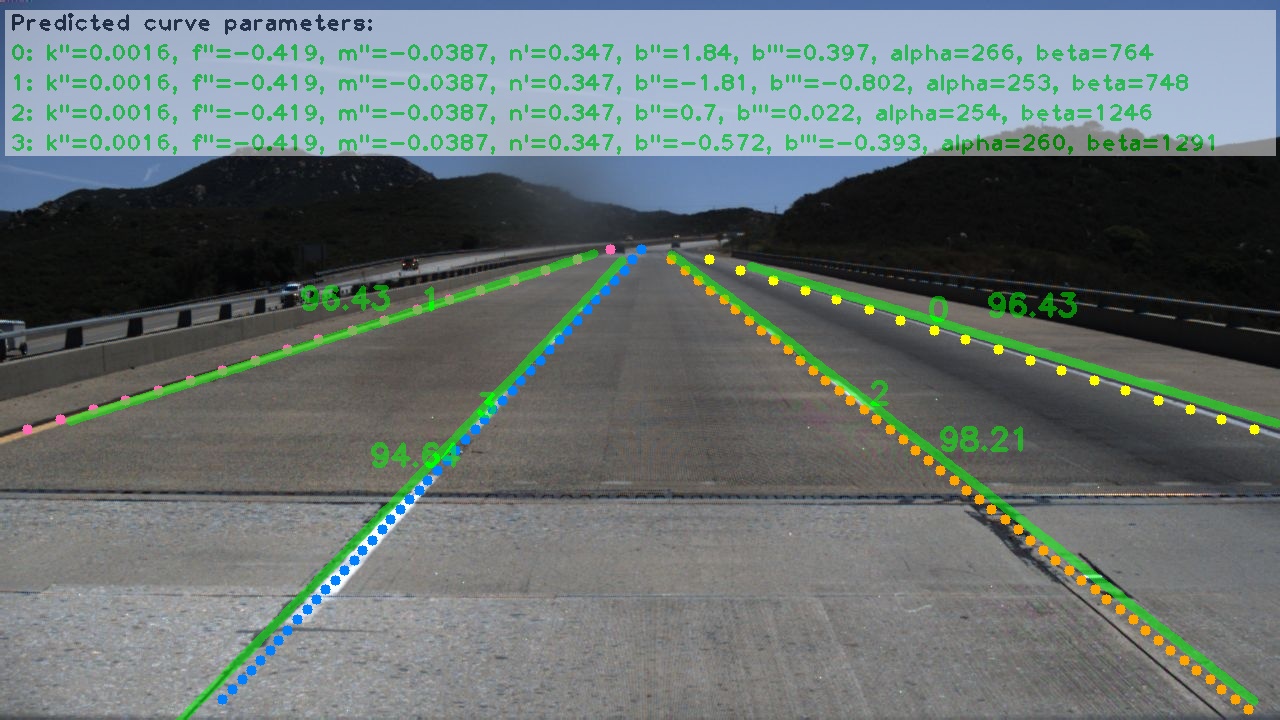 Predicted curve parameters:
0: k''=0.0016, f''=-0.419, m''=-0.0387, n'=0.347, b''=1.84, b'''=0.397, alpha=266, beta=764
1: k''=0.0016, f''=-0.419, m''=-0.0387, n'=0.347, b''=-1.81, b'''=-0.802, alpha=253, beta=748
2: k''=0.0016, f''=-0.419, m''=-0.0387, n'=0.347, b''=0.7, b'''=0.022, alpha=254, beta=1246
3: k''=0.0016, f''=-0.419, m''=-0.0387, n'=0.347, b''=-0.572, b'''=-0.393, alpha=260, beta=1291
96.43 1 0 96.43
3 2
94.64 98.21